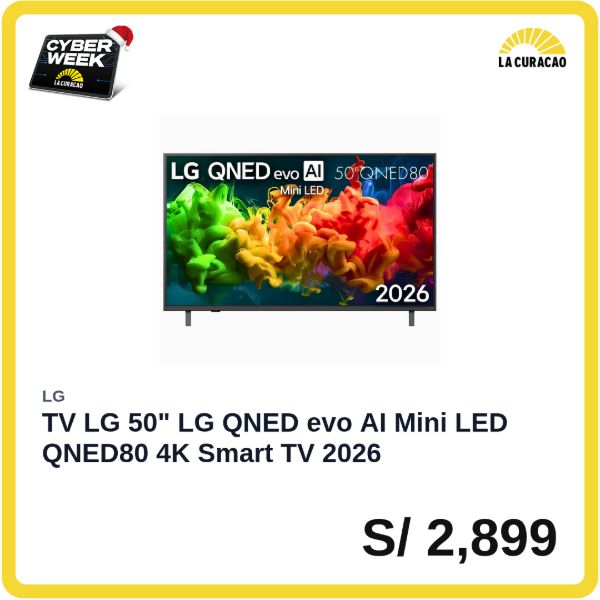 CYBER
WEEK
LA CURACAO
LA CURACAO
LG QNED evo AI 50"QNED80
Mini LED
2026
LG
TV LG 50" LG QNED evo AI Mini LED
QNED80 4K Smart TV 2026
S/ 2,899